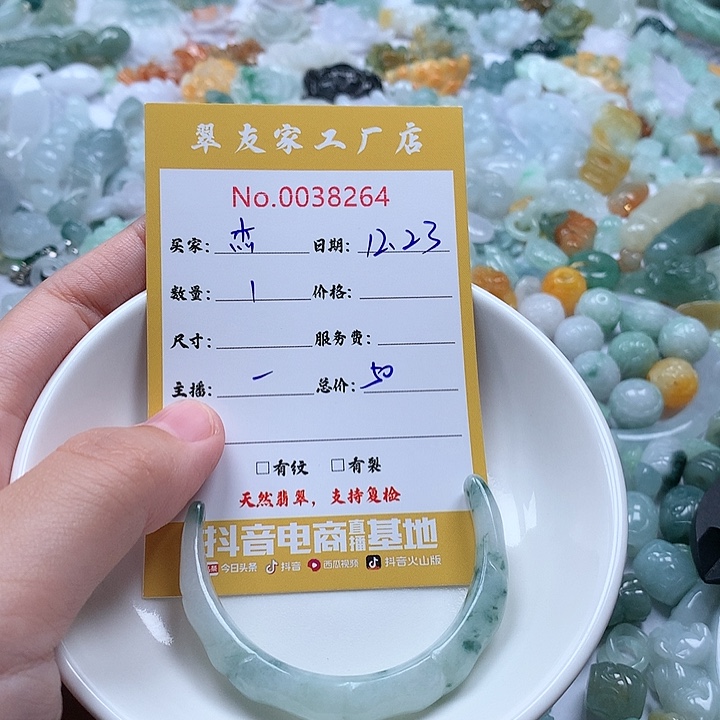 翠友家工厂店
No.0038264
买家：杰 日期：12.23
数量：1 价格：
尺寸： 服务费：
主播：一 总价：50
□有纹 □有裂
天然翡翠，支持复检
抖音电商直播基地
头条 今日头条 抖音 西瓜视频 抖音火山版